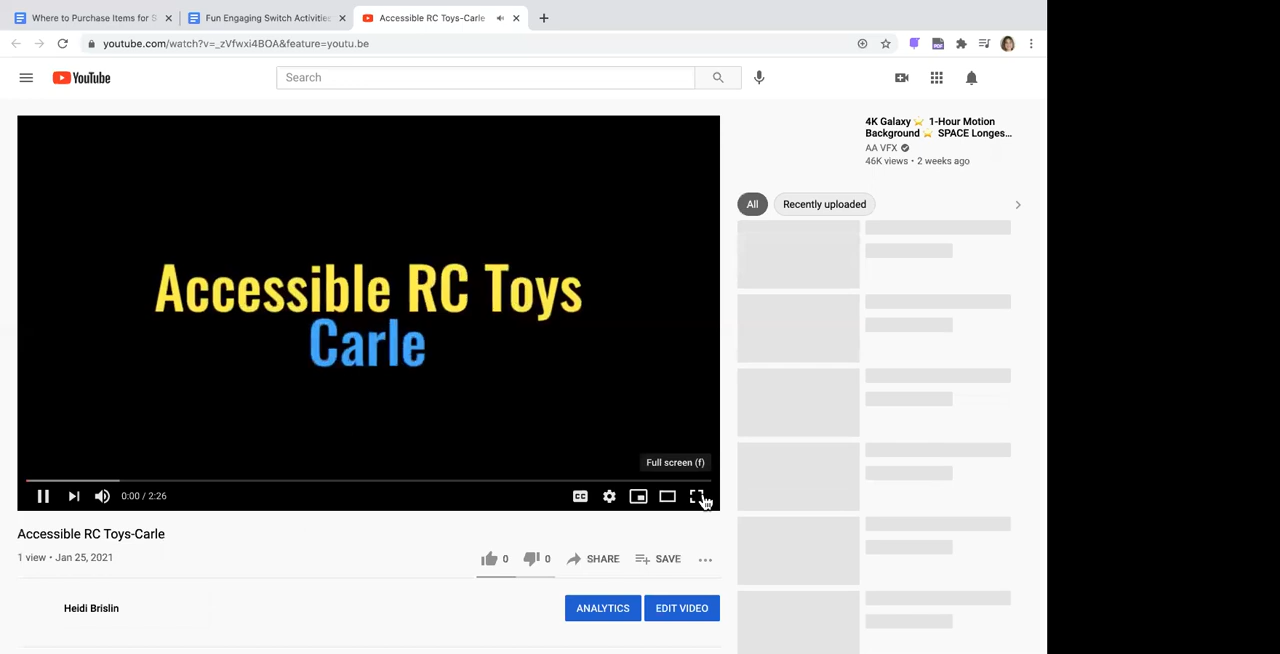 Where to Purchase Items for S
Fun Engaging Switch Activitie
Accessible RC Toys-Carle
youtube.com/watch?v=_zVfwxi4BOA&feature=youtu.be
YouTube
Search
Accessible RC Toys
Carle
Full screen (f)
0:00 / 2:26
CC
Accessible RC Toys-Carle
1 view • Jan 25, 2021
0
0
SHARE
SAVE
Heidi Brislin
ANALYTICS
EDIT VIDEO
4K Galaxy ⭐ 1-Hour Motion
Background ⭐ SPACE Longes...
AA VFX
46K views • 2 weeks ago
All
Recently uploaded